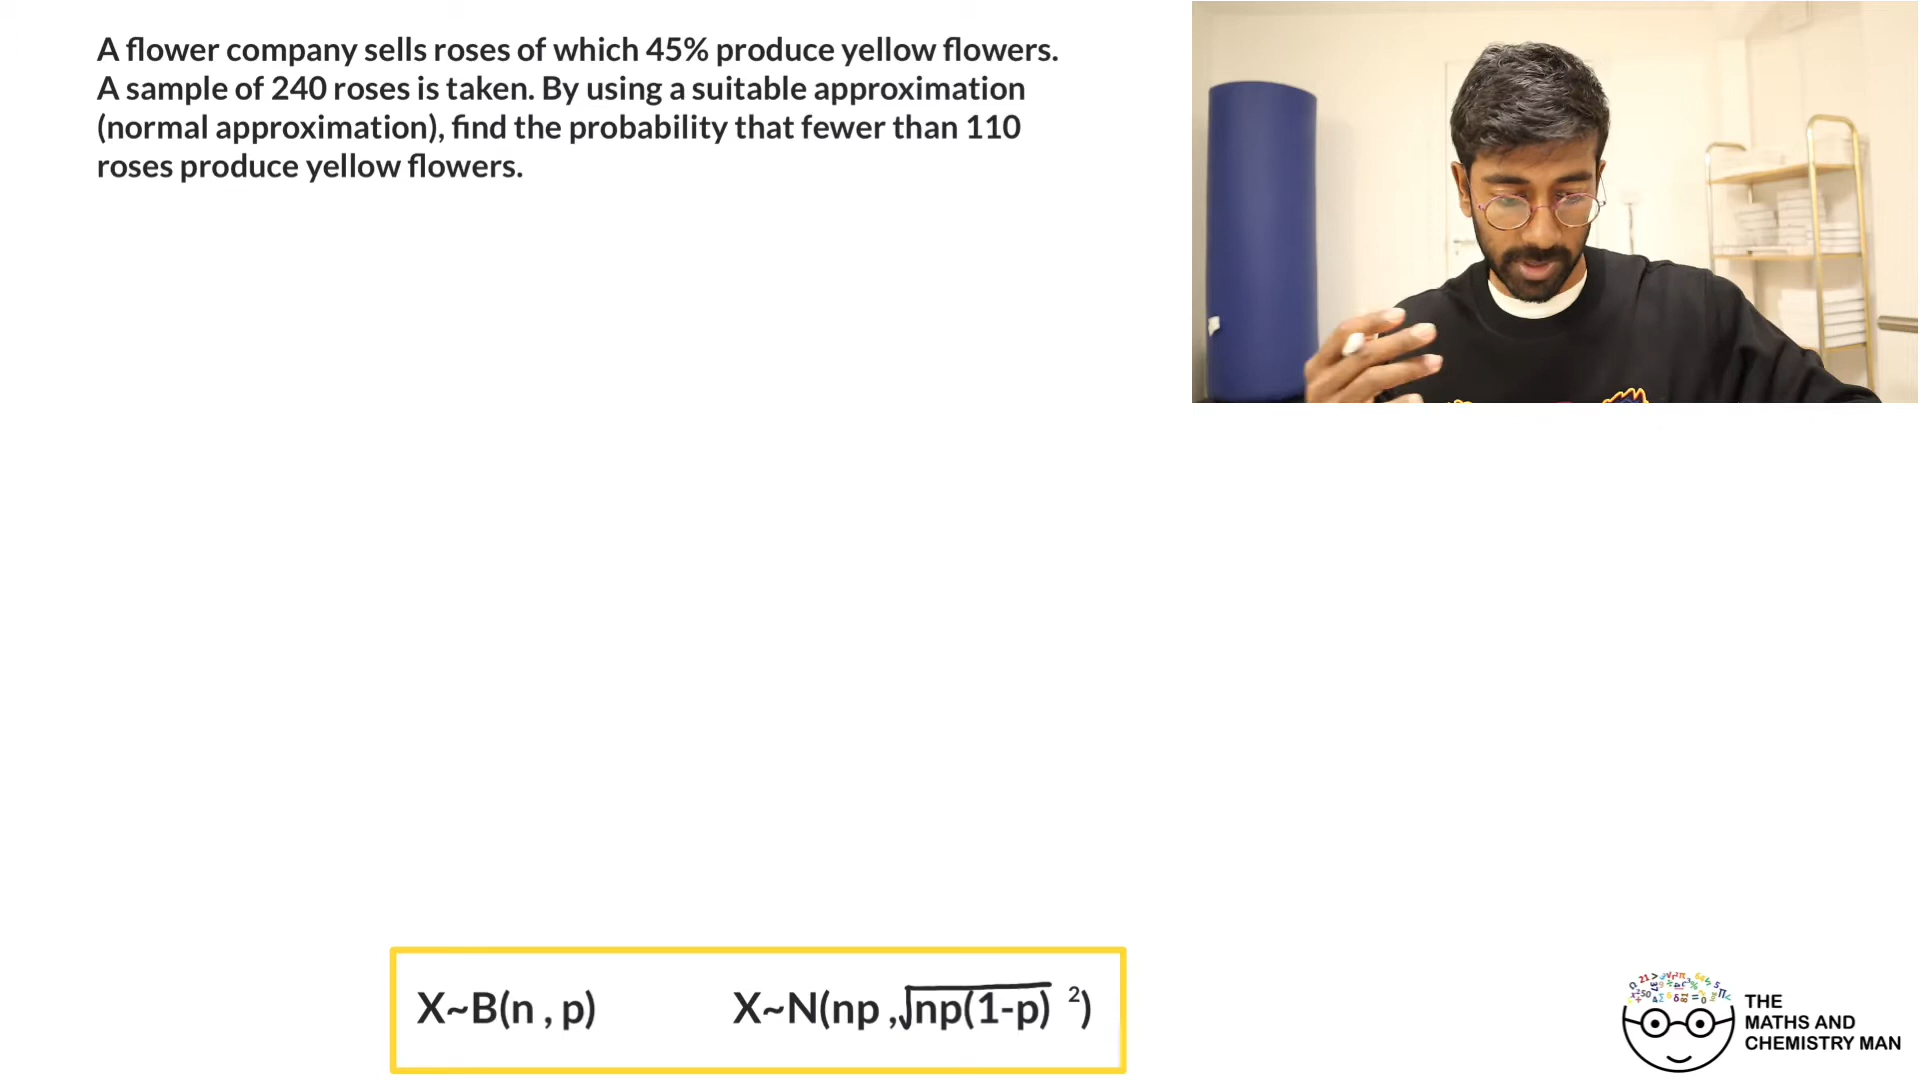 A flower company sells roses of which 45% produce yellow flowers.
A sample of 240 roses is taken. By using a suitable approximation
(normal approximation), find the probability that fewer than 110
roses produce yellow flowers.
X~B(n , p)
X~N(np ,√np(1-p) ²)
THE
MATHS AND
CHEMISTRY MAN